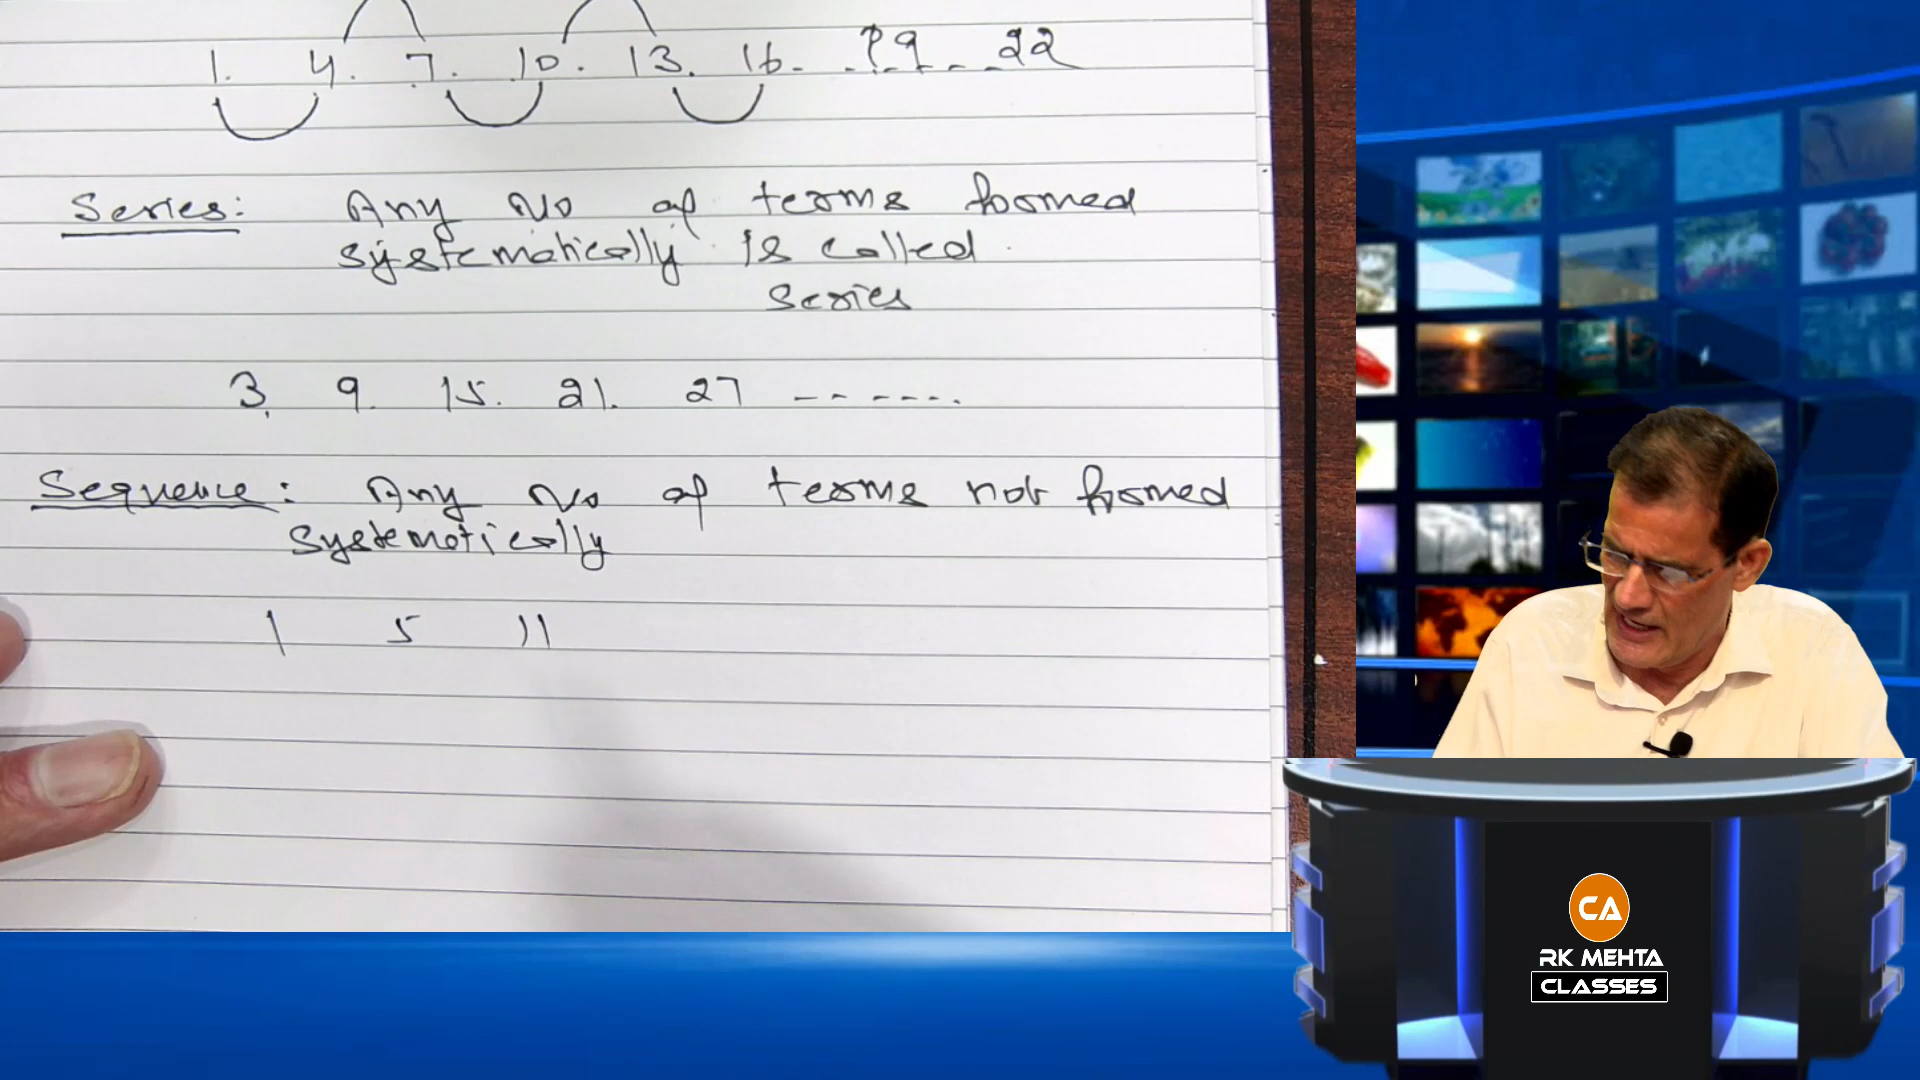 1. 4. 7. 10. 13. 16. . . . . . 22
Series: Any No of terms formed
systematically is called.
series
3, 9. 15. 21. 27 -------
Sequence: Any No of terms not formed
systematically
1 5 11
CA
RK MEHTA
CLASSES